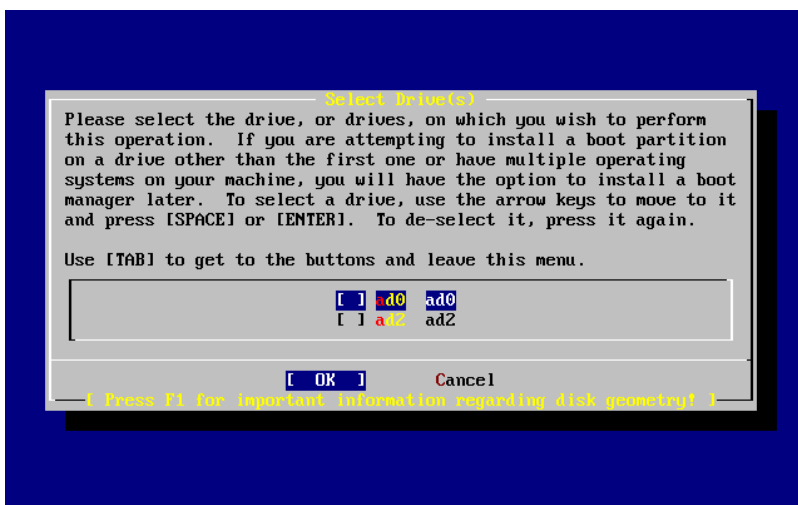 Select Drive(s)
Please select the drive, or drives, on which you wish to perform
this operation.  If you are attempting to install a boot partition
on a drive other than the first one or have multiple operating
systems on your machine, you will have the option to install a boot
manager later.  To select a drive, use the arrow keys to move to it
and press [SPACE] or [ENTER].  To de-select it, press it again.
Use [TAB] to get to the buttons and leave this menu.
[ ] ad0  ad0
[ ] ad2  ad2
[  OK  ]  Cancel
[ Press F1 for important information regarding disk geometry! ]